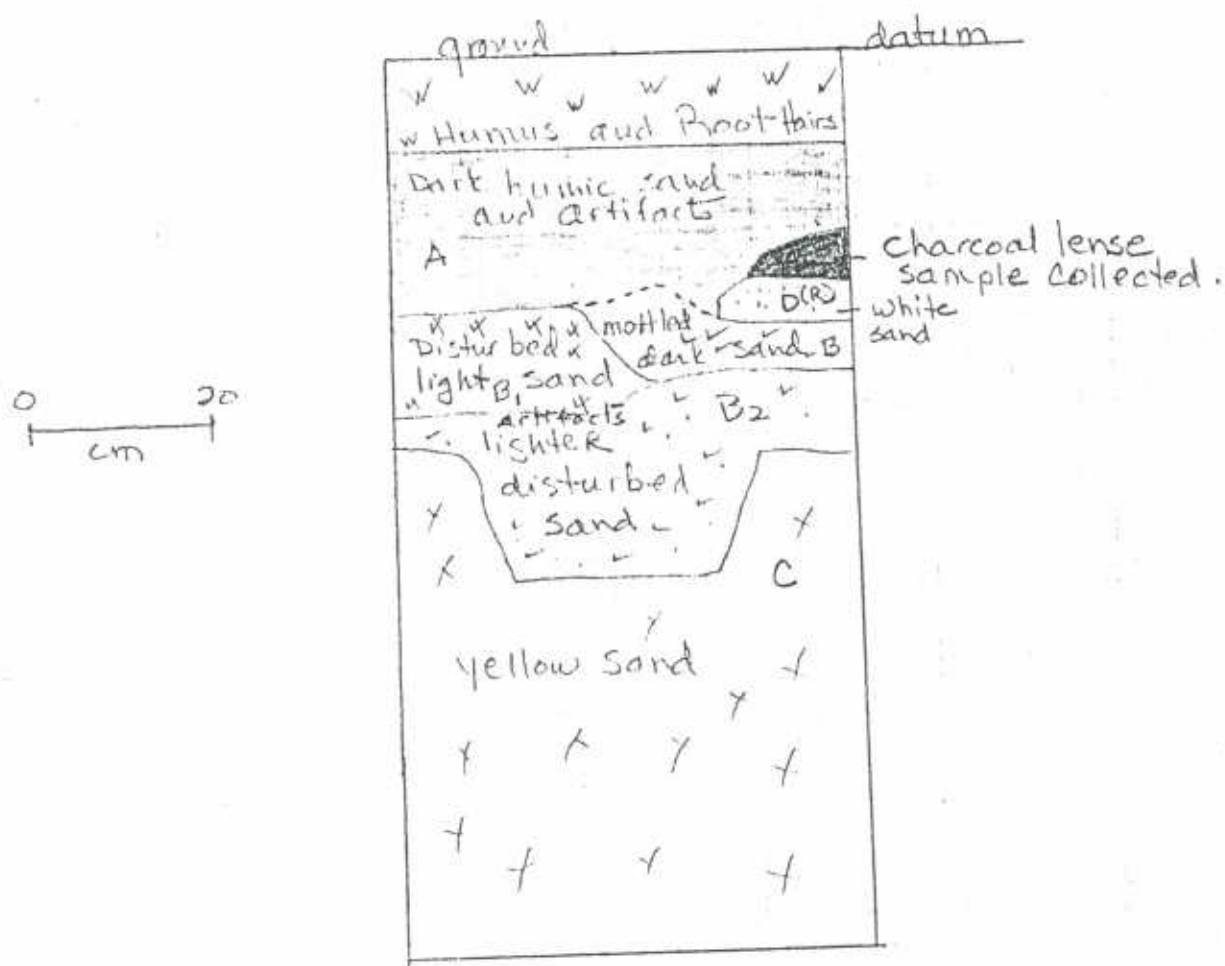 ground
datum
Humus and Root-Hairs
Dark humic sand
and artifacts
A
charcoal lense
sample collected.
D(R)
white
sand
mottled
dark sand B
Disturbed
light B1 sand
0 20
cm
artifacts
B2
lighter
disturbed
sand
C
yellow sand